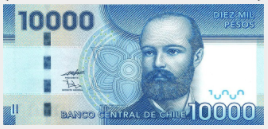 10000
DIEZ MIL
PESOS
BANCO CENTRAL DE CHILE
10000